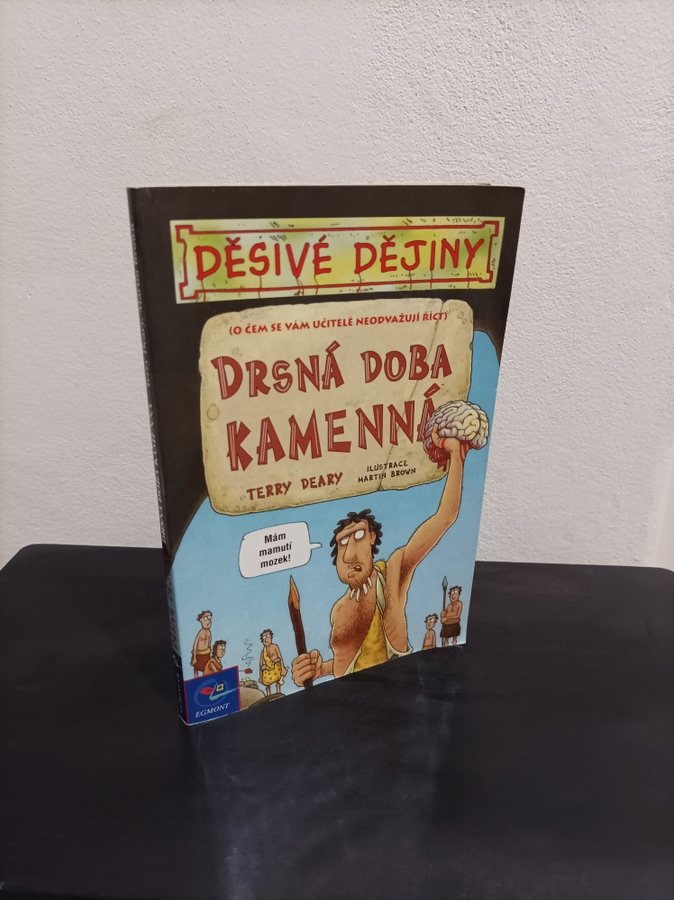 DĚSIVÉ DĚJINY
(O ČEM SE VÁM UČITELÉ NEODVAŽUJÍ ŘÍCT)
DRSNÁ DOBA
KAMENNÁ
TERRY DEARY
ILUSTRACE
MARTIN BROWN
Mám
mamutí
mozek!
EGMONT